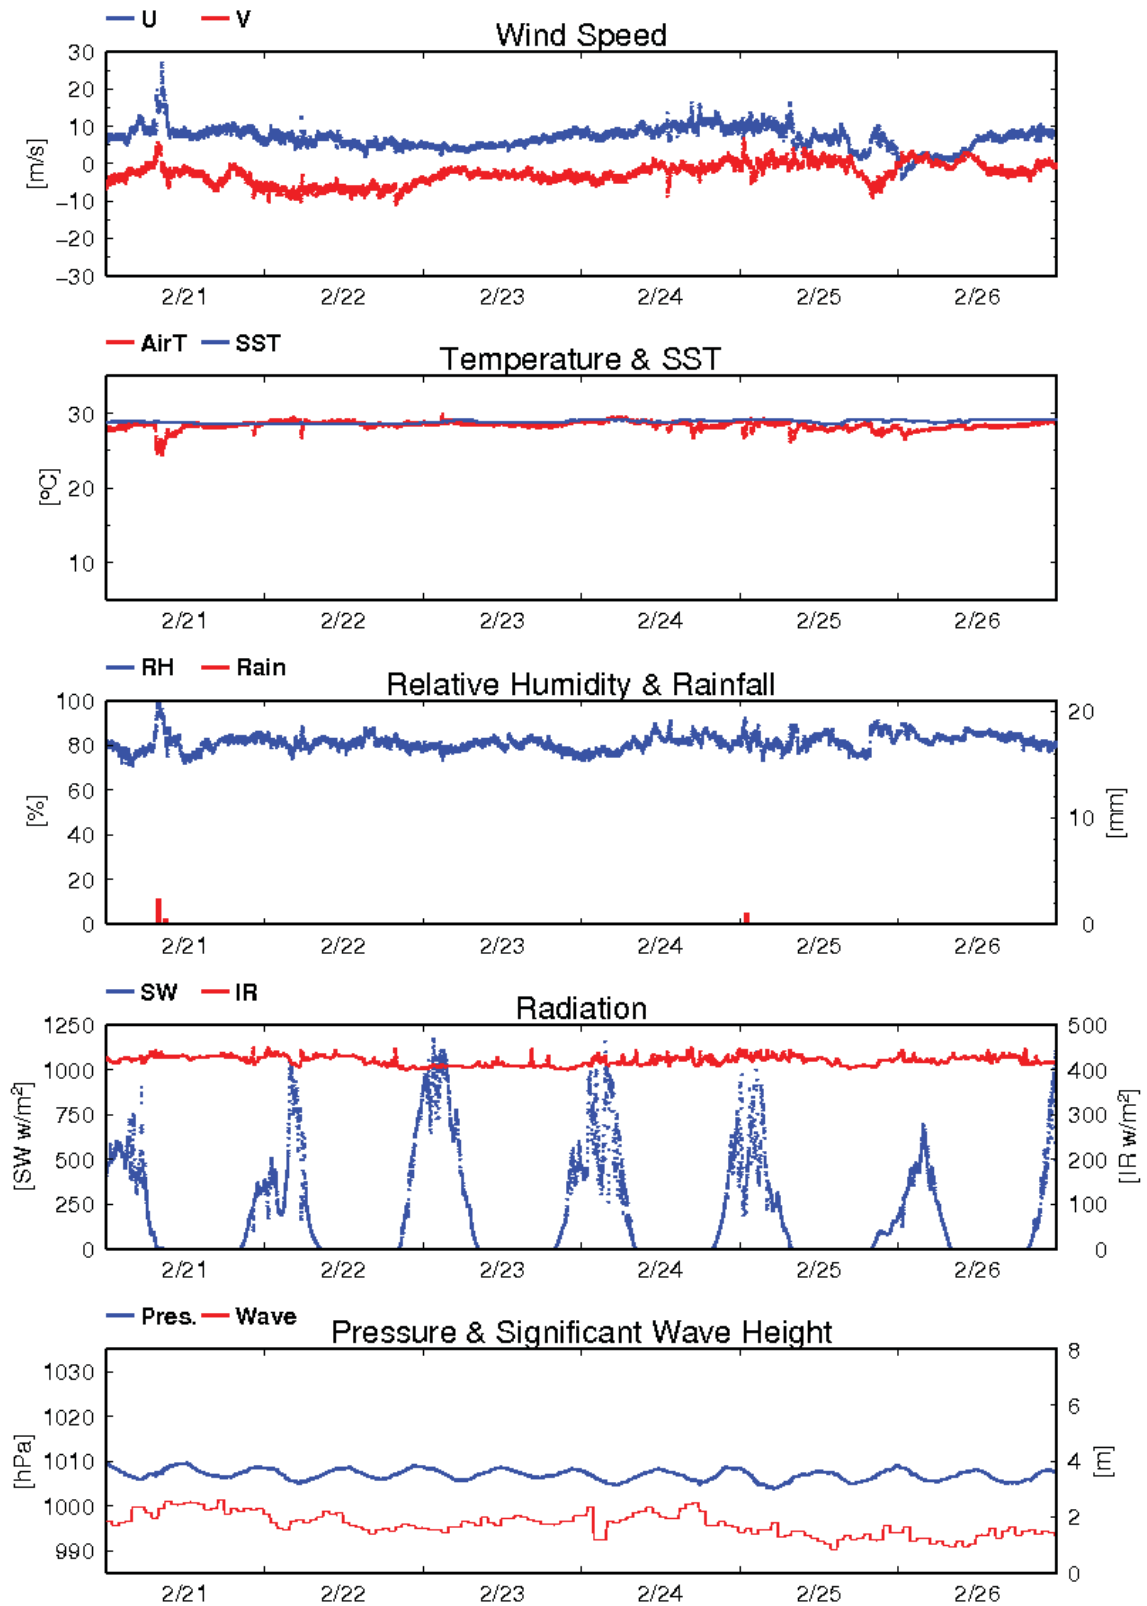 U V
Wind Speed
30
20
10
0
−10
−20
−30
[m/s]
2/21 2/22 2/23 2/24 2/25 2/26
AirT SST
Temperature & SST
30
20
10
[ºC]
2/21 2/22 2/23 2/24 2/25 2/26
RH Rain
Relative Humidity & Rainfall
100
80
60
40
20
0
[%]
20
10
0
[mm]
2/21 2/22 2/23 2/24 2/25 2/26
SW IR
Radiation
1250
1000
750
500
250
0
[SW w/m²]
500
400
300
200
100
0
[IR w/m²]
2/21 2/22 2/23 2/24 2/25 2/26
Pres. Wave
Pressure & Significant Wave Height
1030
1020
1010
1000
990
[hPa]
8
6
4
2
0
[m]
2/21 2/22 2/23 2/24 2/25 2/26